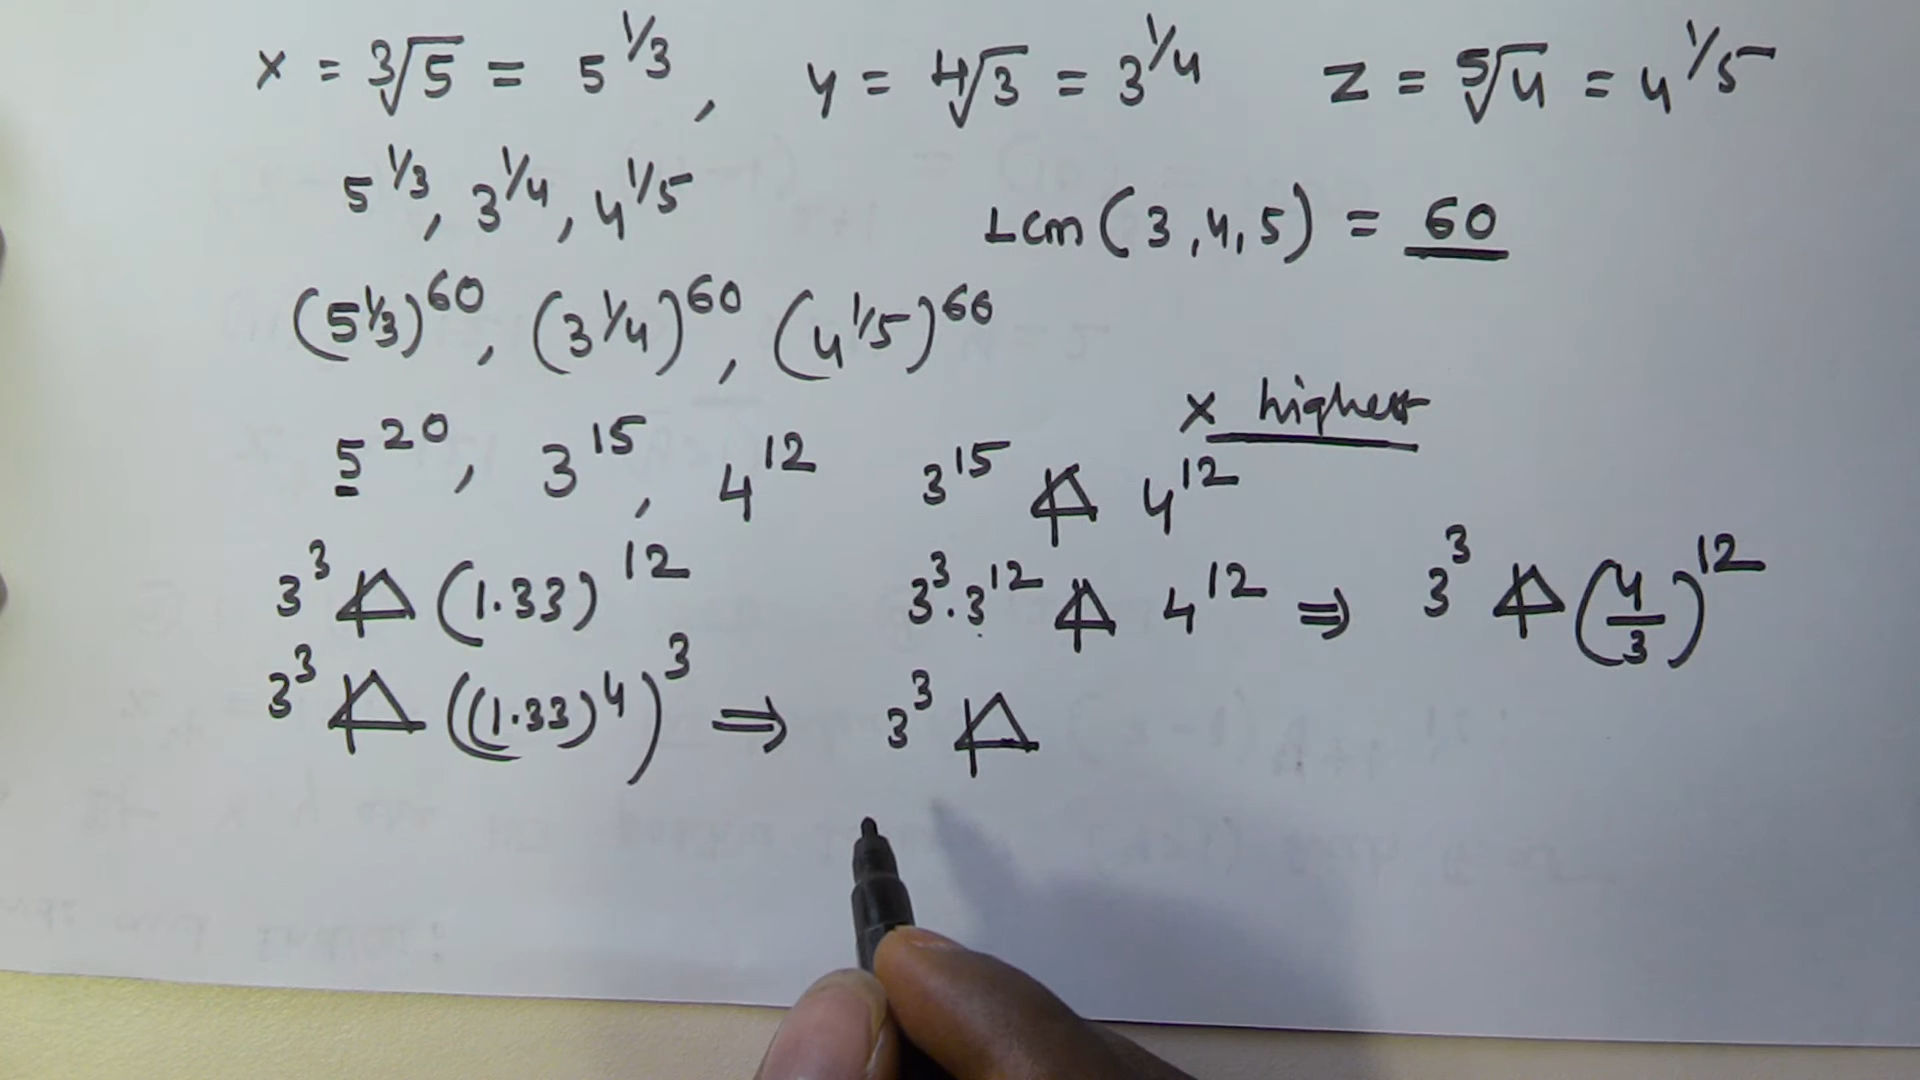 x = ∛5 = 5^1/3, y = ∜3 = 3^1/4 z = ⁵√4 = 4^1/5
5^1/3, 3^1/4, 4^1/5 Lcm(3,4,5) = 60
(5^1/3)^60, (3^1/4)^60, (4^1/5)^60
x highest
5^20, 3^15, 4^12 3^15 △ 4^12
3^3 △ (1.33)^12 3^3 . 3^12 △ 4^12 ⇒ 3^3 △ (4/3)^12
3^3 △ ((1.33)^4)^3 ⇒ 3^3 △